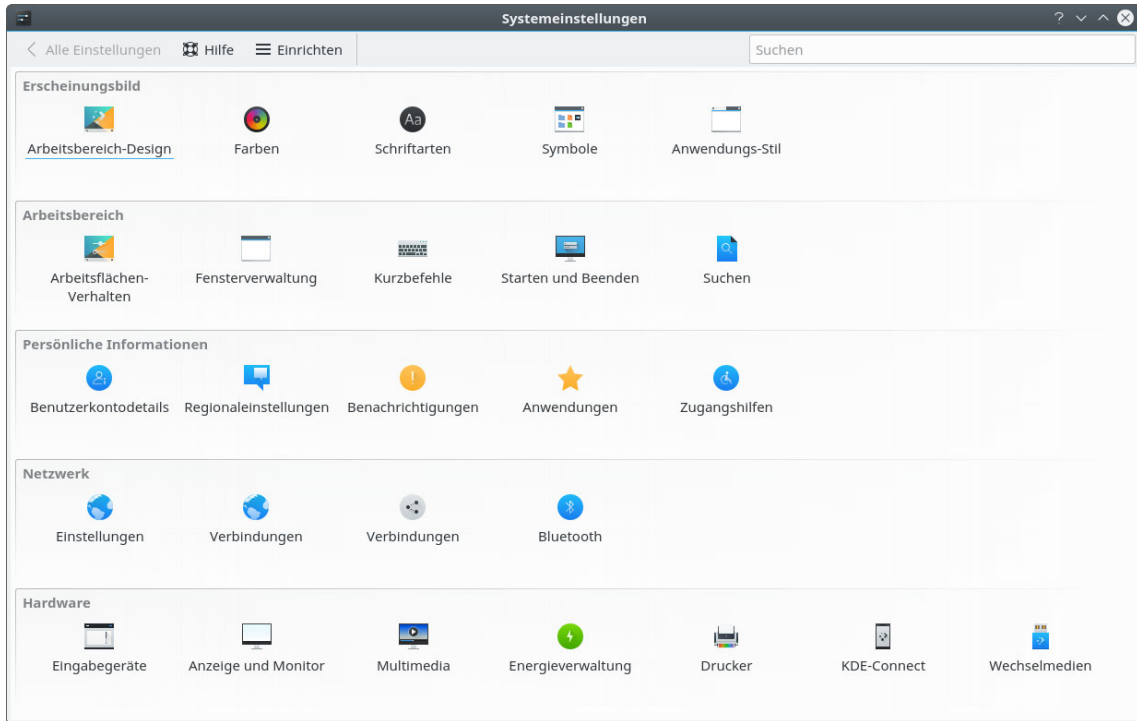 Systemeinstellungen
Alle Einstellungen Hilfe Einrichten Suchen
Erscheinungsbild
Aa
Arbeitsbereich-Design Farben Schriftarten Symbole Anwendungs-Stil
Arbeitsbereich
Arbeitsflächen- Fensterverwaltung Kurzbefehle Starten und Beenden Suchen
Verhalten
Persönliche Informationen
Benutzerkontodetails Regionaleinstellungen Benachrichtigungen Anwendungen Zugangshilfen
Netzwerk
Einstellungen Verbindungen Verbindungen Bluetooth
Hardware
Eingabegeräte Anzeige und Monitor Multimedia Energieverwaltung Drucker KDE-Connect Wechselmedien